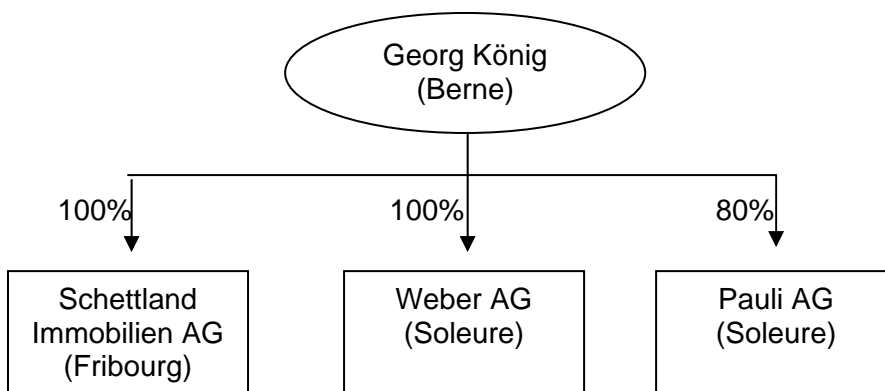 Georg König
(Berne)
100%
100%
80%
Schettland
Immobilien AG
(Fribourg)
Weber AG
(Soleure)
Pauli AG
(Soleure)